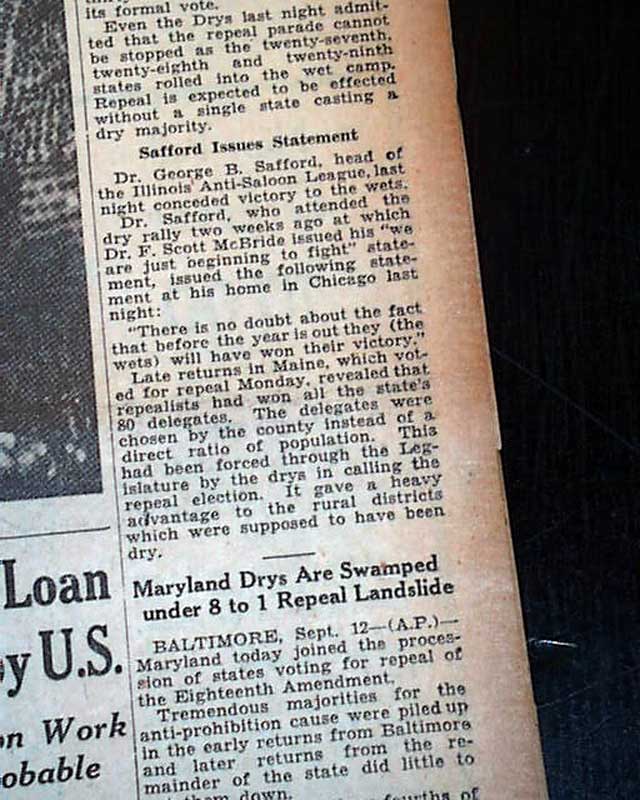 its formal vote.
Even the Drys last night admit-
ted that the repeal parade cannot
be stopped as the twenty-seventh,
twenty-eighth and twenty-ninth
states rolled into the wet camp.
Repeal is expected to be effected
without a single state casting a
dry majority.
Safford Issues Statement
Dr. George B. Safford, head of
the Illinois Anti-Saloon League, last
night conceded victory to the wets.
Dr. Safford, who attended the
dry rally two weeks ago at which
Dr. F. Scott McBride issued his "we
are just beginning to fight" state-
ment, issued the following state-
ment at his home in Chicago last
night:
"There is no doubt about the fact
that before the year is out they (the
wets) will have won their victory."
Late returns in Maine, which vot-
ed for repeal Monday, revealed that
repealists had won all the state's
80 delegates. The delegates were
chosen by the county instead of a
direct ratio of population. This
had been forced through the Leg-
islature by the drys in calling the
repeal election. It gave a heavy
advantage to the rural districts
which were supposed to have been
dry.
Maryland Drys Are Swamped
under 8 to 1 Repeal Landslide
BALTIMORE, Sept. 12—(A.P.)—
Maryland today joined the proces-
sion of states voting for repeal of
the Eighteenth Amendment.
Tremendous majorities for the
anti-prohibition cause were piled up
in the early returns from Baltimore
and later returns from the re-
mainder of the state did little to
them down.
fourths of
Loan
y U.S.
n Work
obable